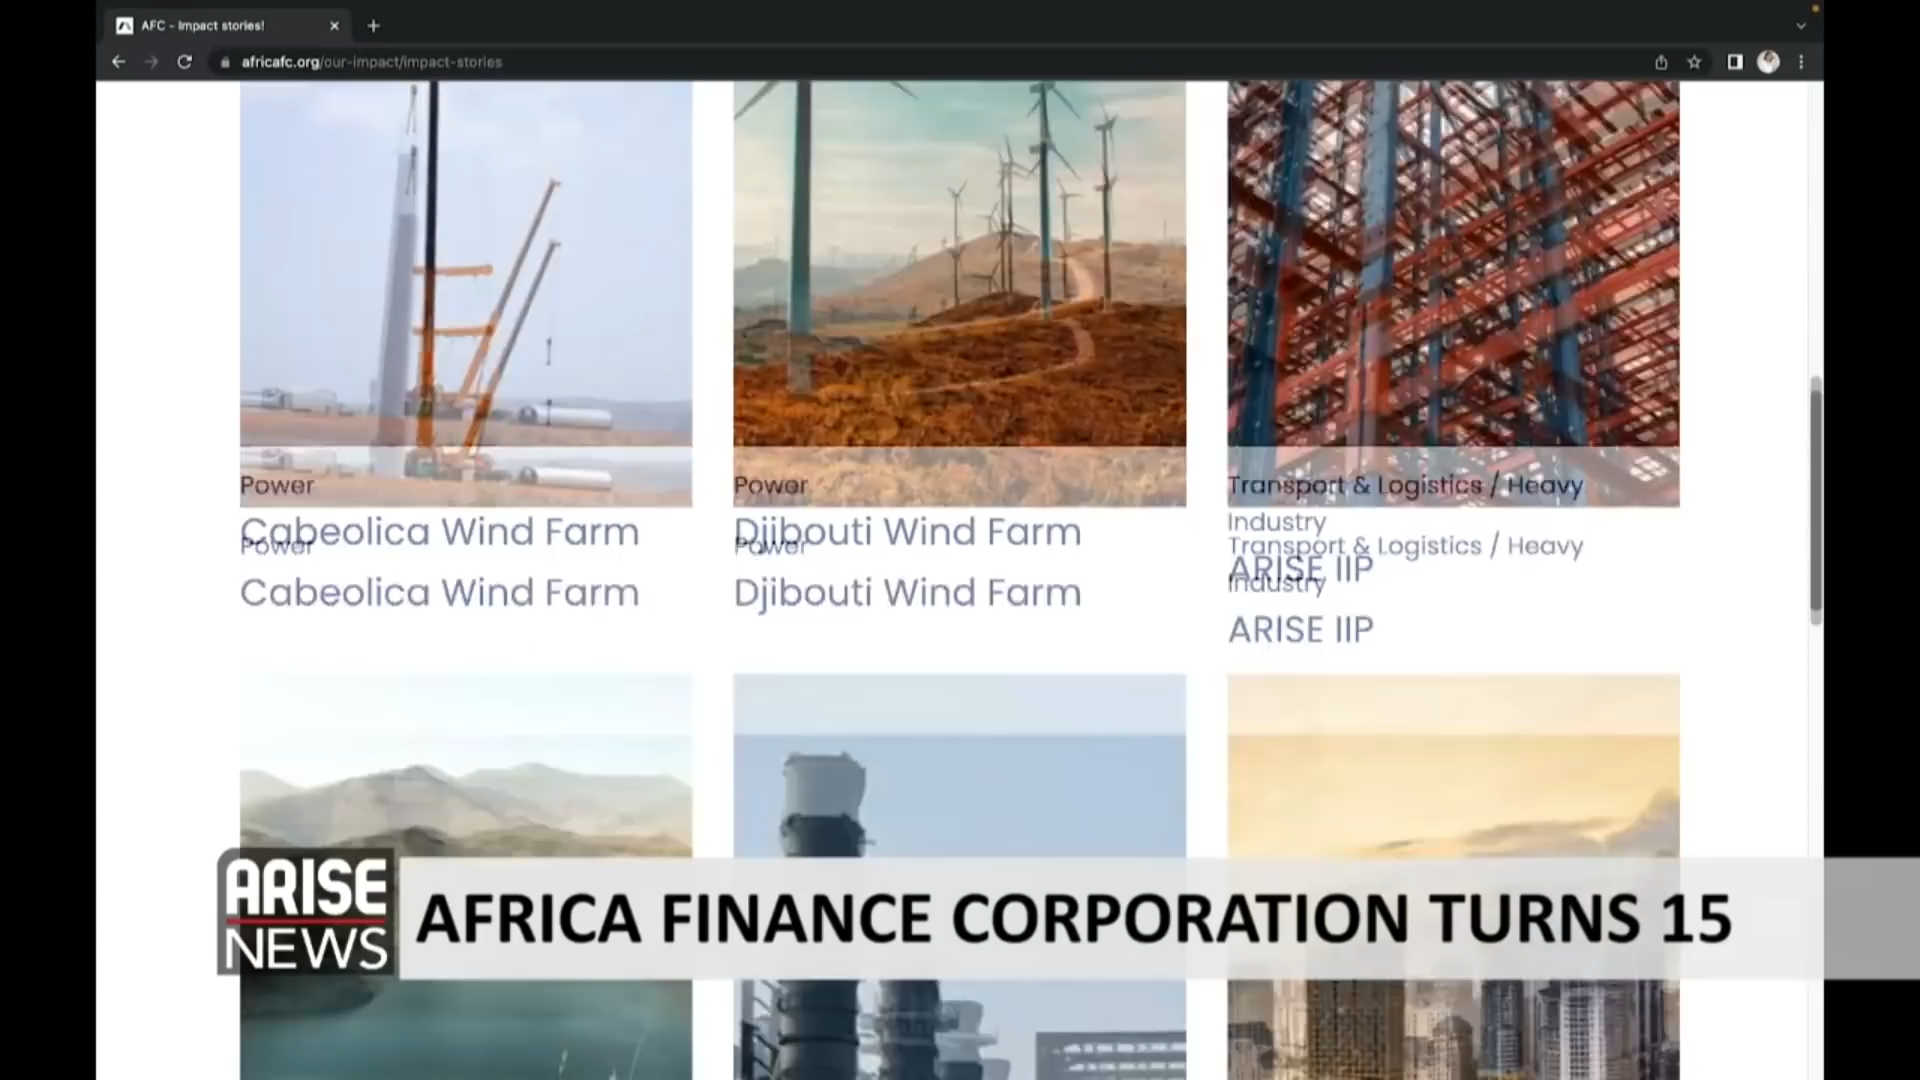 AFC - Impact stories!
africafc.org/our-impact/impact-stories
Power
Cabeolica Wind Farm
Power
Cabeolica Wind Farm
Power
Djibouti Wind Farm
Power
Djibouti Wind Farm
Transport & Logistics / Heavy
Industry
Transport & Logistics / Heavy
ARISE IIP
Industry
ARISE IIP
ARISE
NEWS
AFRICA FINANCE CORPORATION TURNS 15